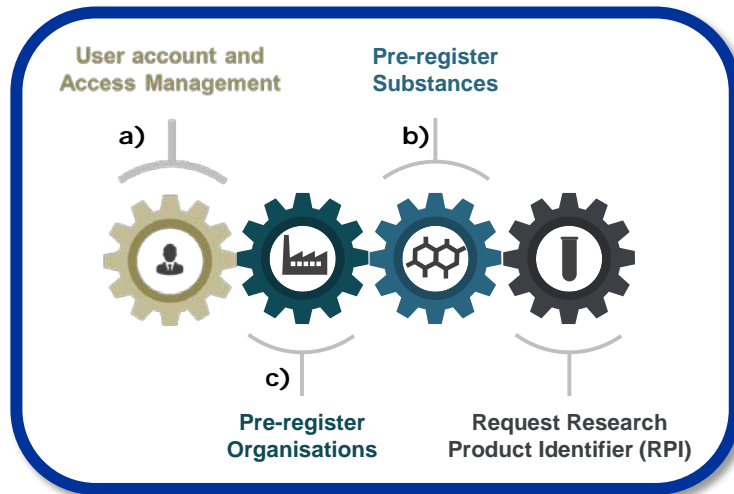 User account and
Access Management
Pre-register
Substances
a)
b)
c)
Pre-register
Organisations
Request Research
Product Identifier (RPI)